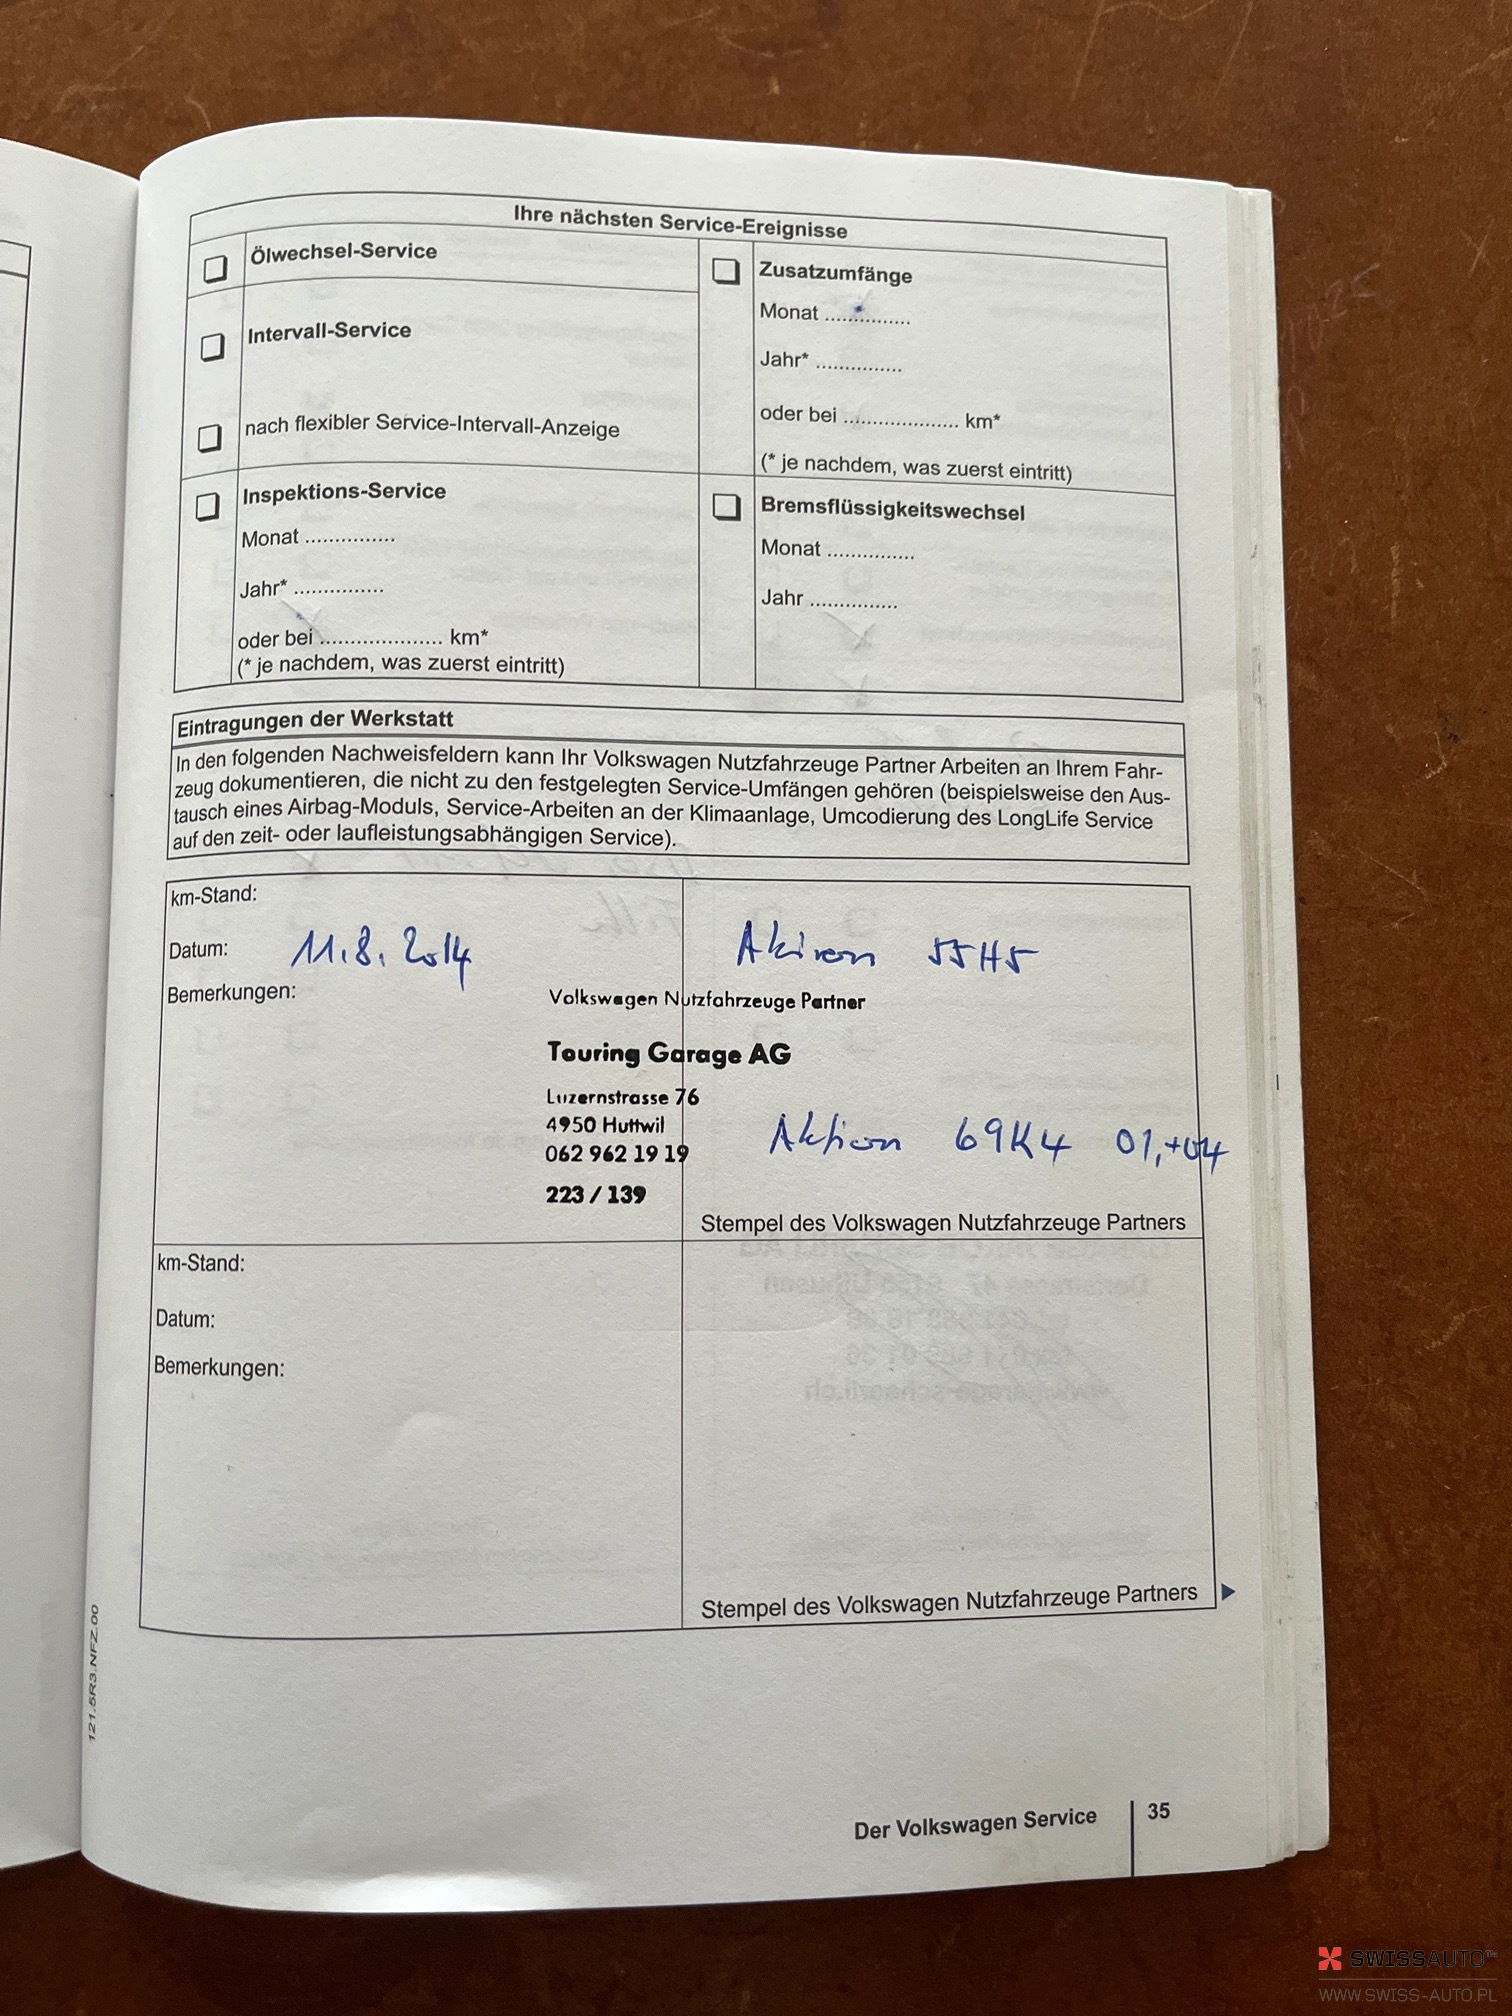 Ihre nächsten Service-Ereignisse
Ölwechsel-Service
Intervall-Service
nach flexibler Service-Intervall-Anzeige
Zusatzumfänge
Monat ...............
Jahr* ...............
oder bei ................... km*
(* je nachdem, was zuerst eintritt)
Inspektions-Service
Monat ...............
Jahr* ...............
oder bei .................... km*
(* je nachdem, was zuerst eintritt)
Bremsflüssigkeitswechsel
Monat ...............
Jahr ...............
Eintragungen der Werkstatt
In den folgenden Nachweisfeldern kann Ihr Volkswagen Nutzfahrzeuge Partner Arbeiten an Ihrem Fahr-
zeug dokumentieren, die nicht zu den festgelegten Service-Umfängen gehören (beispielsweise den Aus-
tausch eines Airbag-Moduls, Service-Arbeiten an der Klimaanlage, Umcodierung des LongLife Service
auf den zeit- oder laufleistungsabhängigen Service).
km-Stand:
Datum: 11.8.2014
Aktion 55H5
Bemerkungen:
Volkswagen Nutzfahrzeuge Partner
Touring Garage AG
Luzernstrasse 76
4950 Huttwil
062 962 19 19
223 / 139
Aktion 69K4 01,+04
Stempel des Volkswagen Nutzfahrzeuge Partners
km-Stand:
Datum:
Bemerkungen:
Stempel des Volkswagen Nutzfahrzeuge Partners
121.5R3.NFZ.00
Der Volkswagen Service 35
SWISSAUTO™
WWW.SWISS-AUTO.PL